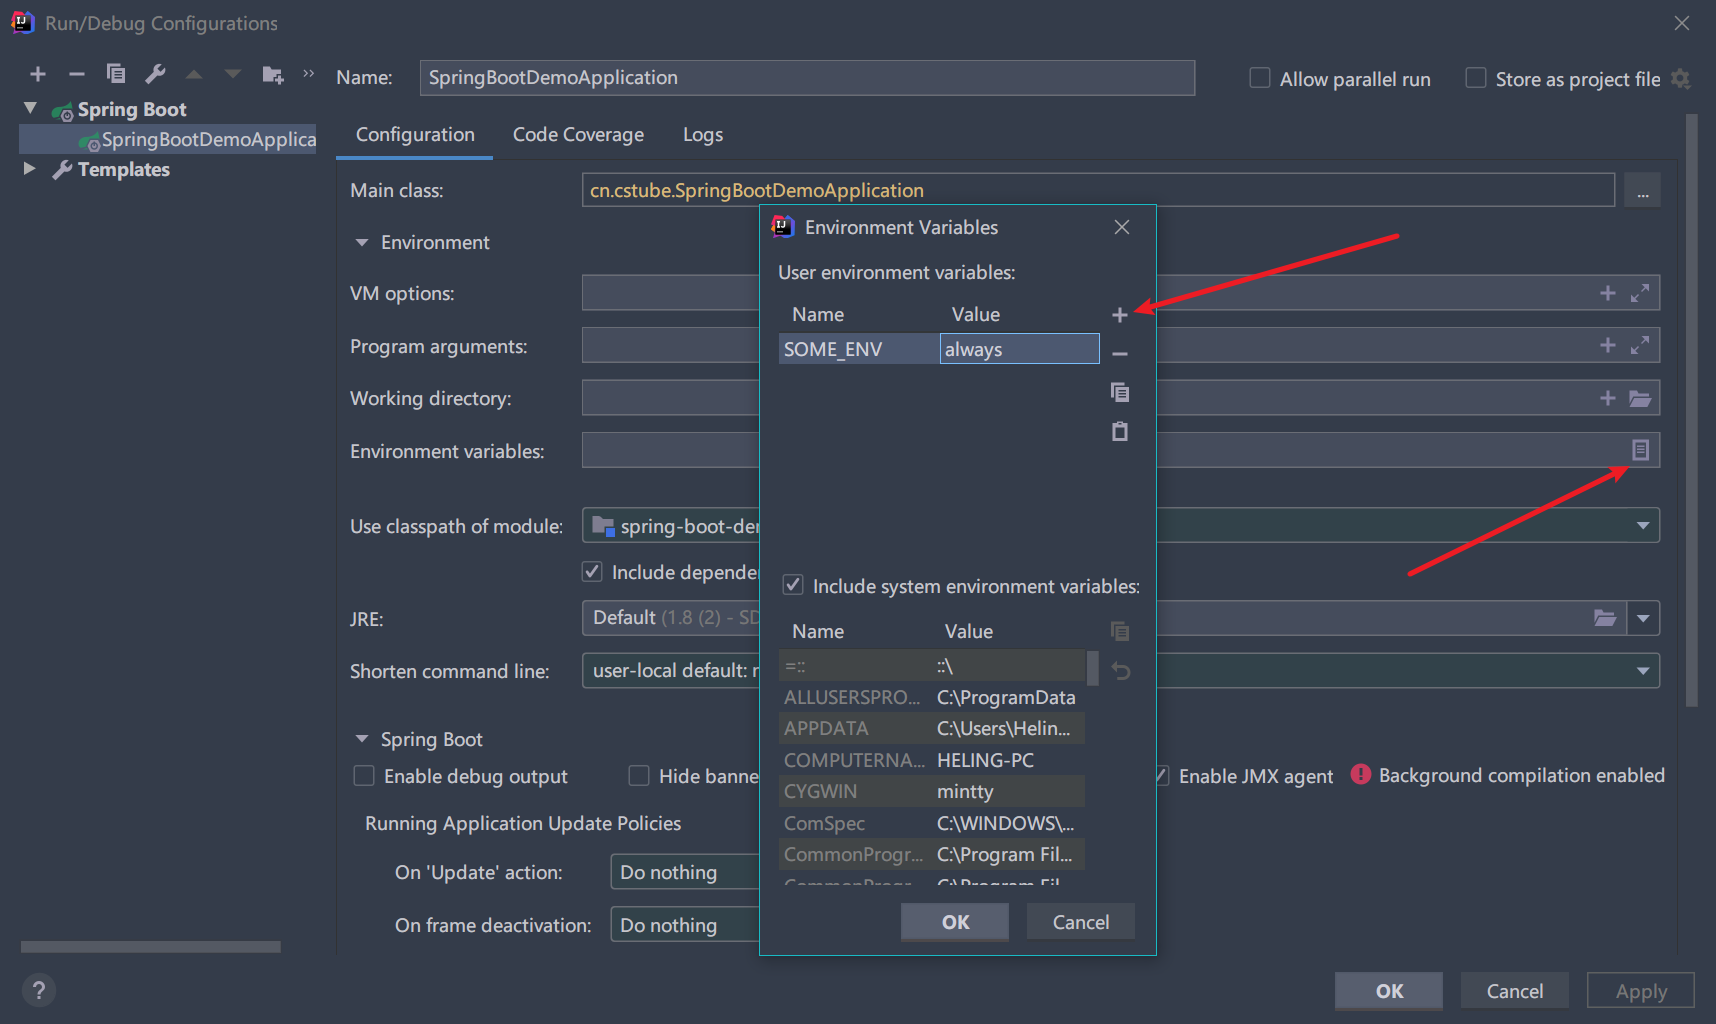 Run/Debug Configurations
Name: SpringBootDemoApplication Allow parallel run Store as project file
Spring Boot
SpringBootDemoApplica
Templates
Configuration Code Coverage Logs
Main class: cn.cstube.SpringBootDemoApplication ...
Environment
VM options:
Program arguments:
Working directory:
Environment variables:
Use classpath of module: spring-boot-de
Include depende
JRE: Default (1.8 (2) - SD
Shorten command line: user-local default: r
Spring Boot
Enable debug output Hide banne Enable JMX agent Background compilation enabled
Running Application Update Policies
On 'Update' action: Do nothing
On frame deactivation: Do nothing
Environment Variables
User environment variables:
Name Value
SOME_ENV always
Include system environment variables:
Name Value
=:: ::\
ALLUSERSPRO... C:\ProgramData
APPDATA C:\Users\Helin...
COMPUTERNA... HELING-PC
CYGWIN mintty
ComSpec C:\WINDOWS\...
CommonProgr... C:\Program Fil...
OK Cancel
? OK Cancel Apply